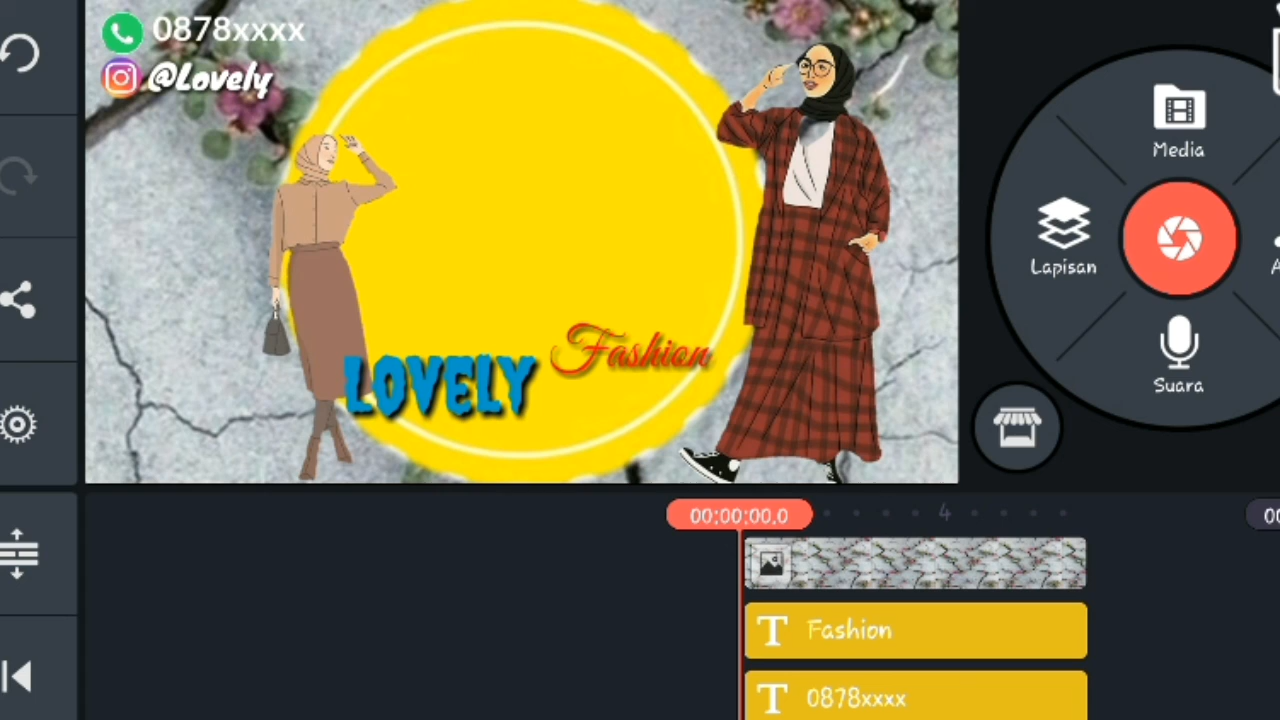 0878xxxx
@Lovely
Media
Lapisan
Suara
LOVELY
Fashion
00:00:00.0
4
Fashion
0878xxxx